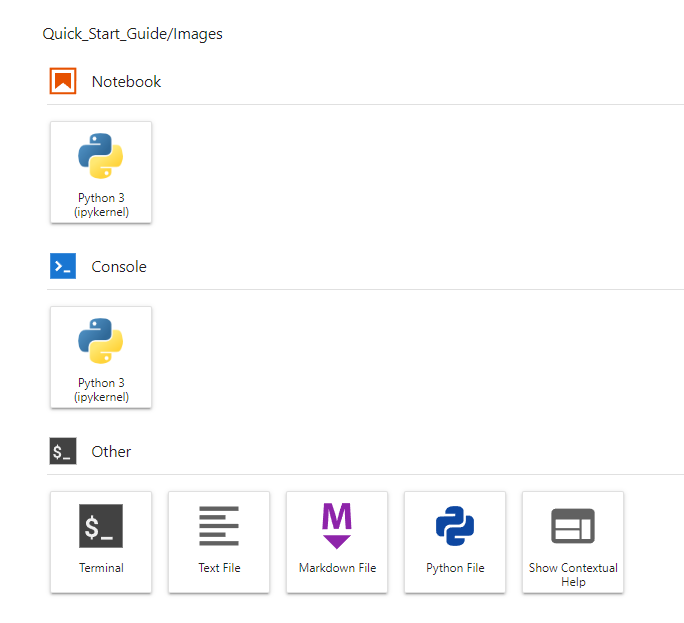 Quick_Start_Guide/Images
Notebook
Python 3
(ipykernel)
Console
Python 3
(ipykernel)
$_ Other
$_
Terminal
Text File
M
Markdown File
Python File
Show Contextual
Help